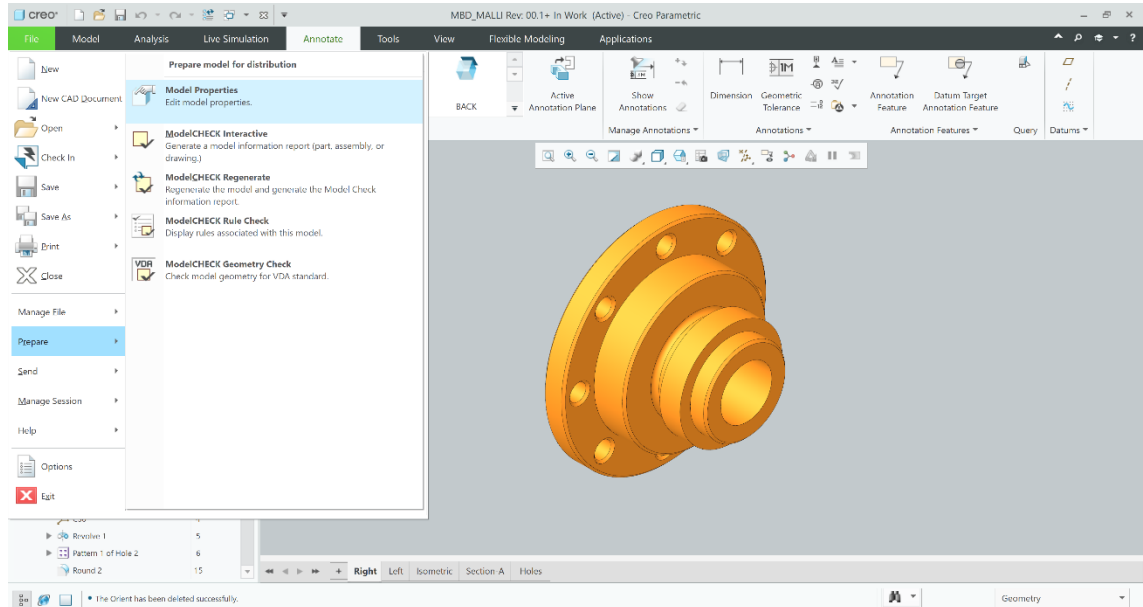 creo®
MBD_MALLI Rev: 00.1+ In Work (Active) - Creo Parametric
File Model Analysis Live Simulation Annotate Tools View Flexible Modeling Applications
New
New CAD Document
Open
Check In
Save
Save As
Print
Close
Manage File
Prepare
Send
Manage Session
Help
Options
Exit
Prepare model for distribution
Model Properties
Edit model properties.
ModelCHECK Interactive
Generate a model information report (part, assembly, or
drawing.)
ModelCHECK Regenerate
Regenerate the model and generate the Model Check
information report.
ModelCHECK Rule Check
Display rules associated with this model.
VDA
ModelCHECK Geometry Check
Check model geometry for VDA standard.
BACK
Active
Annotation Plane
Show
Annotations
Manage Annotations
Dimension
Geometric
Tolerance
Annotations
Annotation
Feature
Datum Target
Annotation Feature
Annotation Features
Query
Datums
Revolve 1 5
Pattern 1 of Hole 2 6
Round 2 15
Right Left Isometric Section-A Holes
• The Orient has been deleted successfully.
Geometry